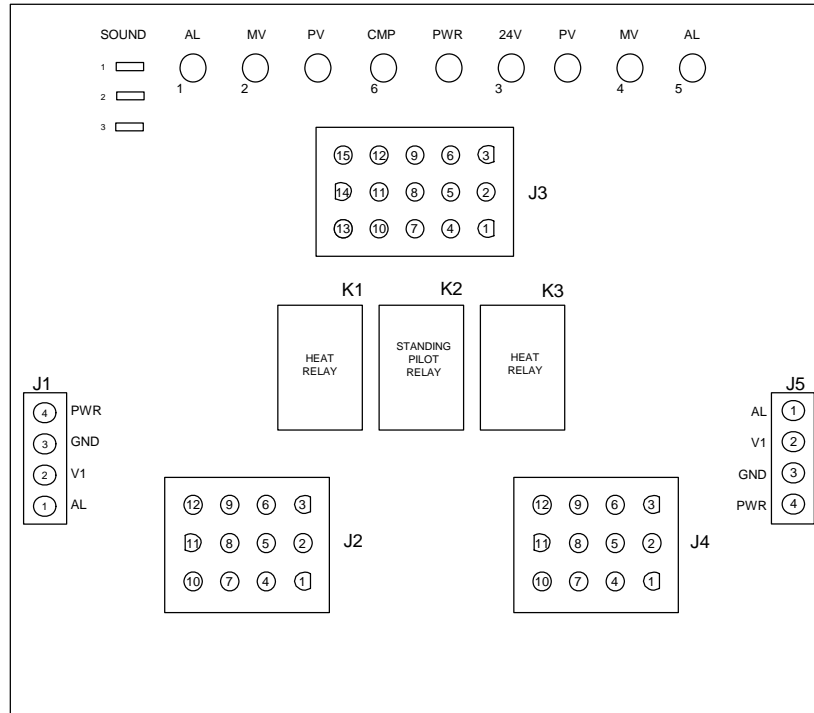 SOUND AL MV PV CMP PWR 24V PV MV AL
1
2
3
1 2 6 3 4 5
15 12 9 6 3
14 11 8 5 2
13 10 7 4 1
J3
K1 K2 K3
HEAT
RELAY
STANDING
PILOT
RELAY
HEAT
RELAY
J1
4 PWR
3 GND
2 V1
1 AL
J5
AL 1
V1 2
GND 3
PWR 4
12 9 6 3
11 8 5 2
10 7 4 1
J2
12 9 6 3
11 8 5 2
10 7 4 1
J4